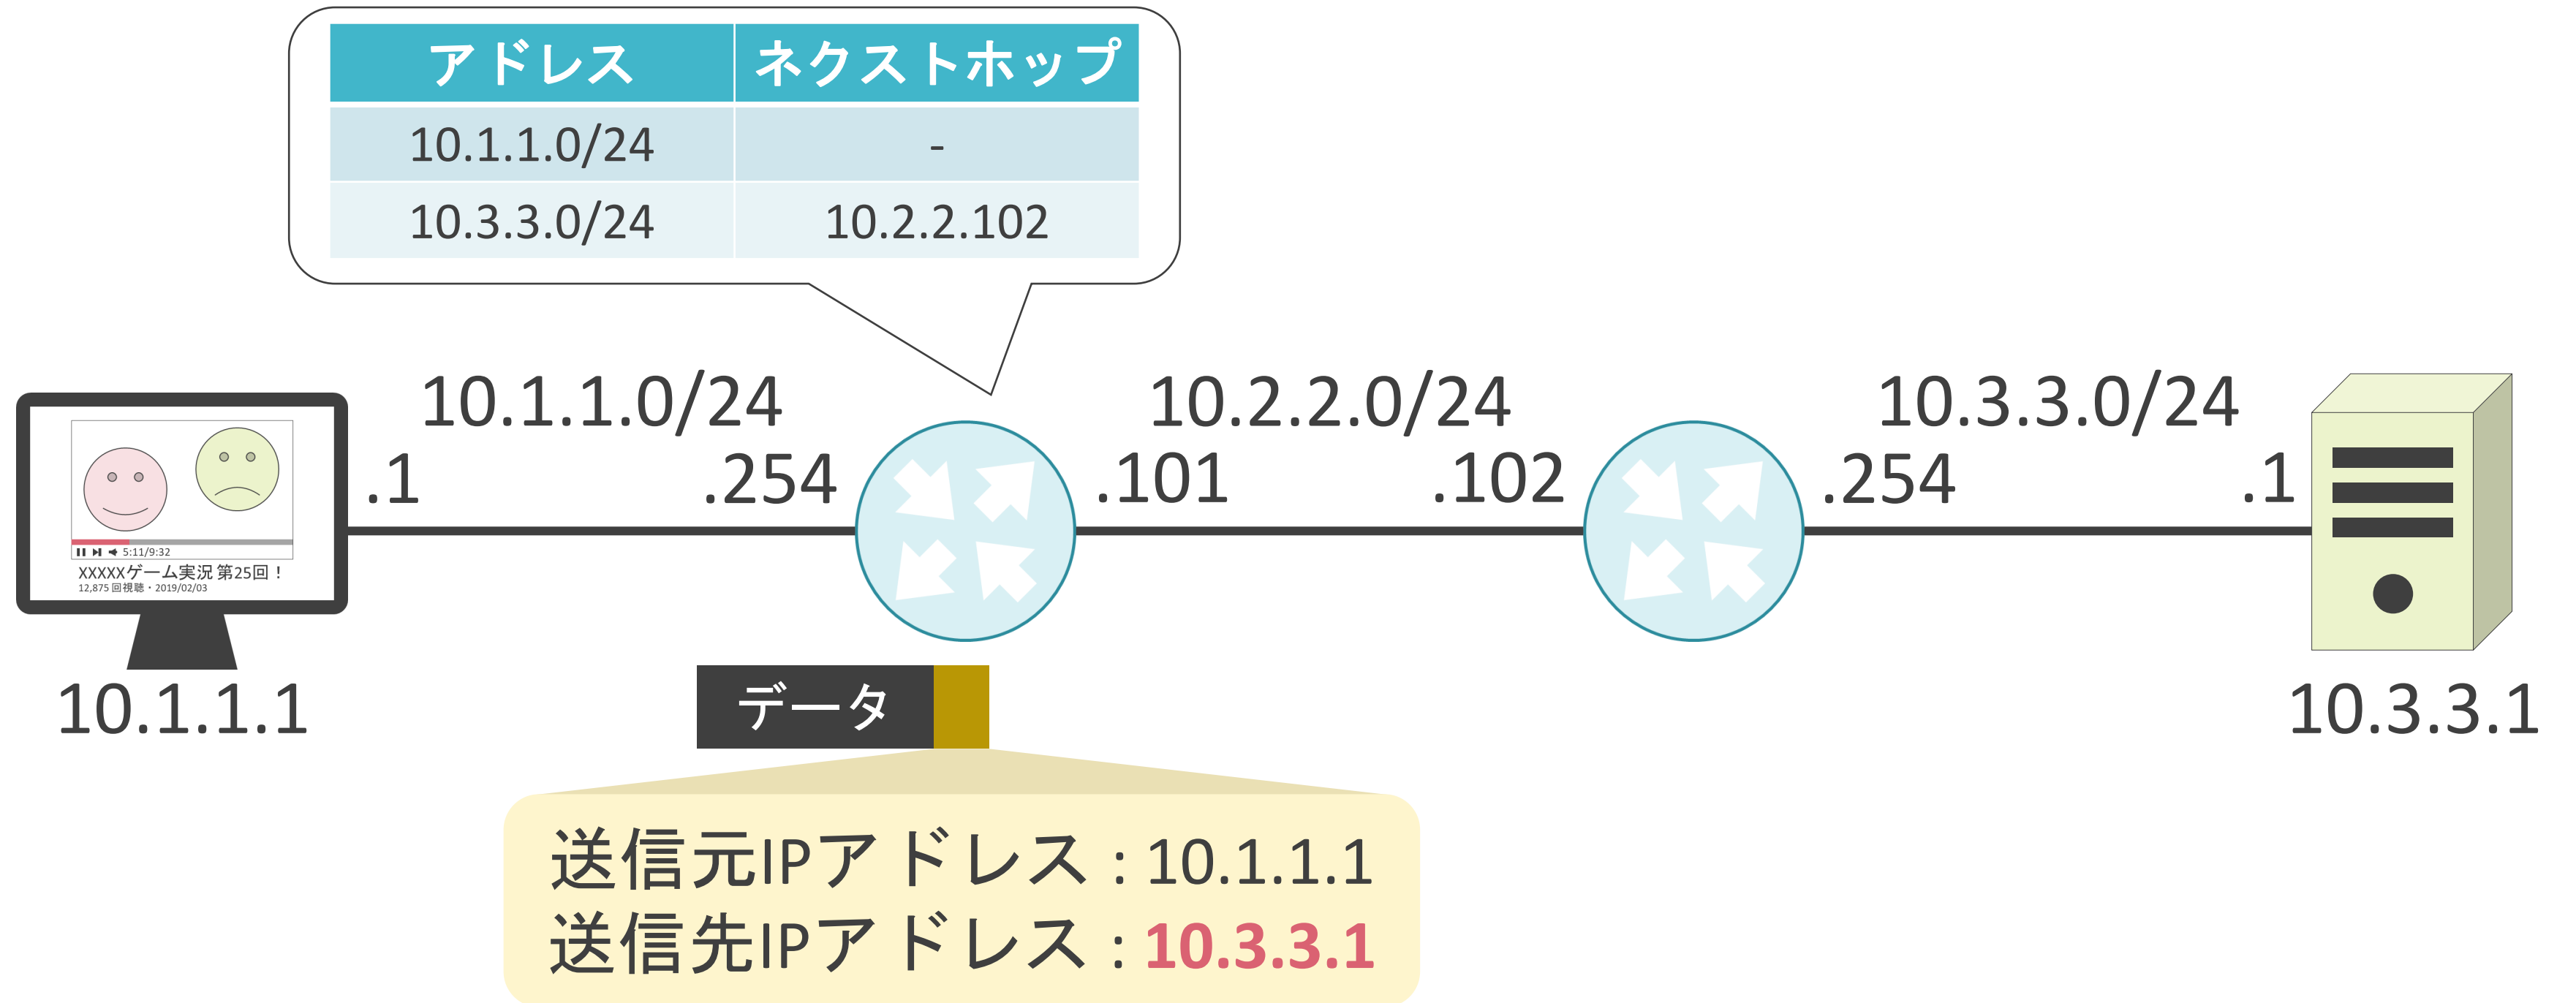 アドレス ネクストホップ
10.1.1.0/24 -
10.3.3.0/24 10.2.2.102
10.1.1.0/24 10.2.2.0/24 10.3.3.0/24
.1 .254 .101 .102 .254 .1
5:11/9:32
XXXXXゲーム実況 第25回！
12,875 回視聴・2019/02/03
10.1.1.1 10.3.3.1
データ
送信元IPアドレス : 10.1.1.1
送信先IPアドレス : 10.3.3.1